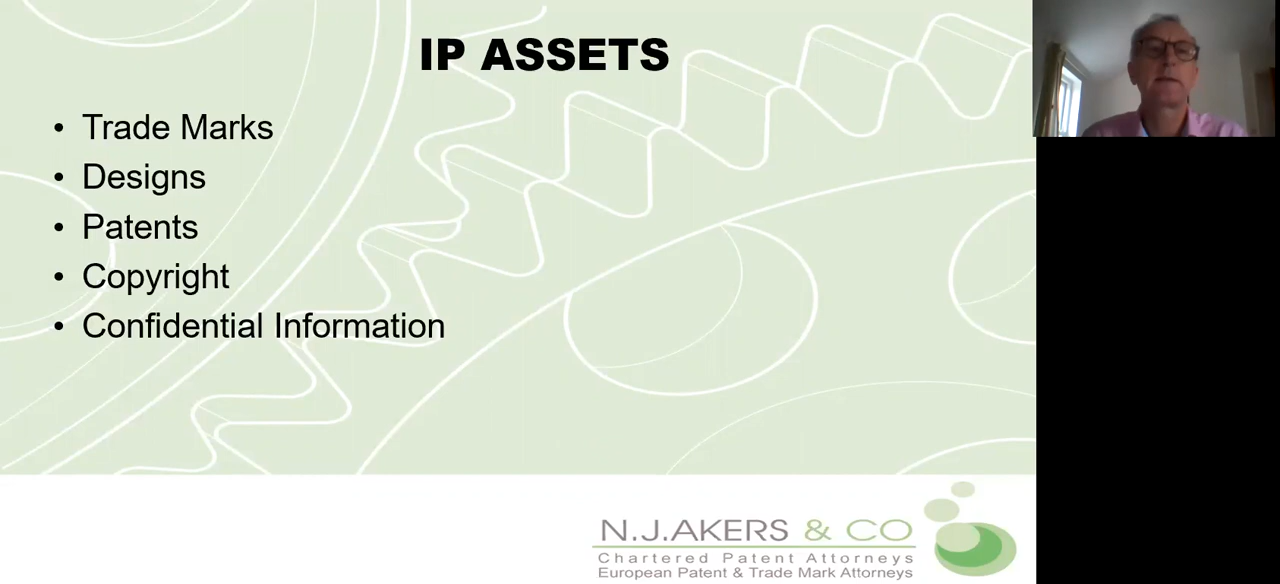 IP ASSETS
• Trade Marks
• Designs
• Patents
• Copyright
• Confidential Information
N.J.AKERS & CO
Chartered Patent Attorneys
European Patent & Trade Mark Attorneys